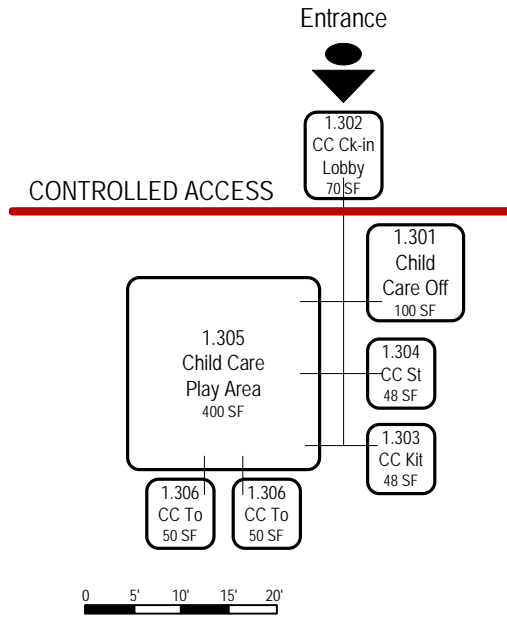 Entrance
1.302
CC Ck-in
Lobby
70 SF
CONTROLLED ACCESS
1.301
Child
Care Off
100 SF
1.305
Child Care
Play Area
400 SF
1.304
CC St
48 SF
1.303
CC Kit
48 SF
1.306
CC To
50 SF
1.306
CC To
50 SF
0 5' 10' 15' 20'